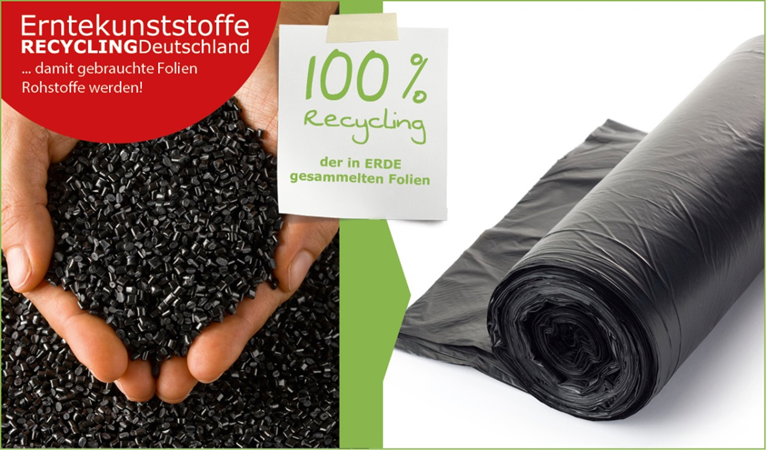 Erntekunststoffe
RECYCLINGDeutschland
... damit gebrauchte Folien
Rohstoffe werden!
100 %
Recycling
der in ERDE
gesammelten Folien